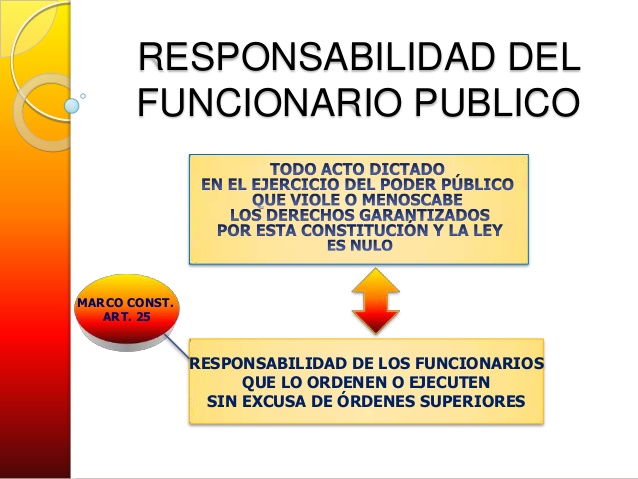 RESPONSABILIDAD DEL
FUNCIONARIO PUBLICO
TODO ACTO DICTADO
EN EL EJERCICIO DEL PODER PÚBLICO
QUE VIOLE O MENOSCABE
LOS DERECHOS GARANTIZADOS
POR ESTA CONSTITUCIÓN Y LA LEY
ES NULO
MARCO CONST.
ART. 25
RESPONSABILIDAD DE LOS FUNCIONARIOS
QUE LO ORDENEN O EJECUTEN
SIN EXCUSA DE ÓRDENES SUPERIORES